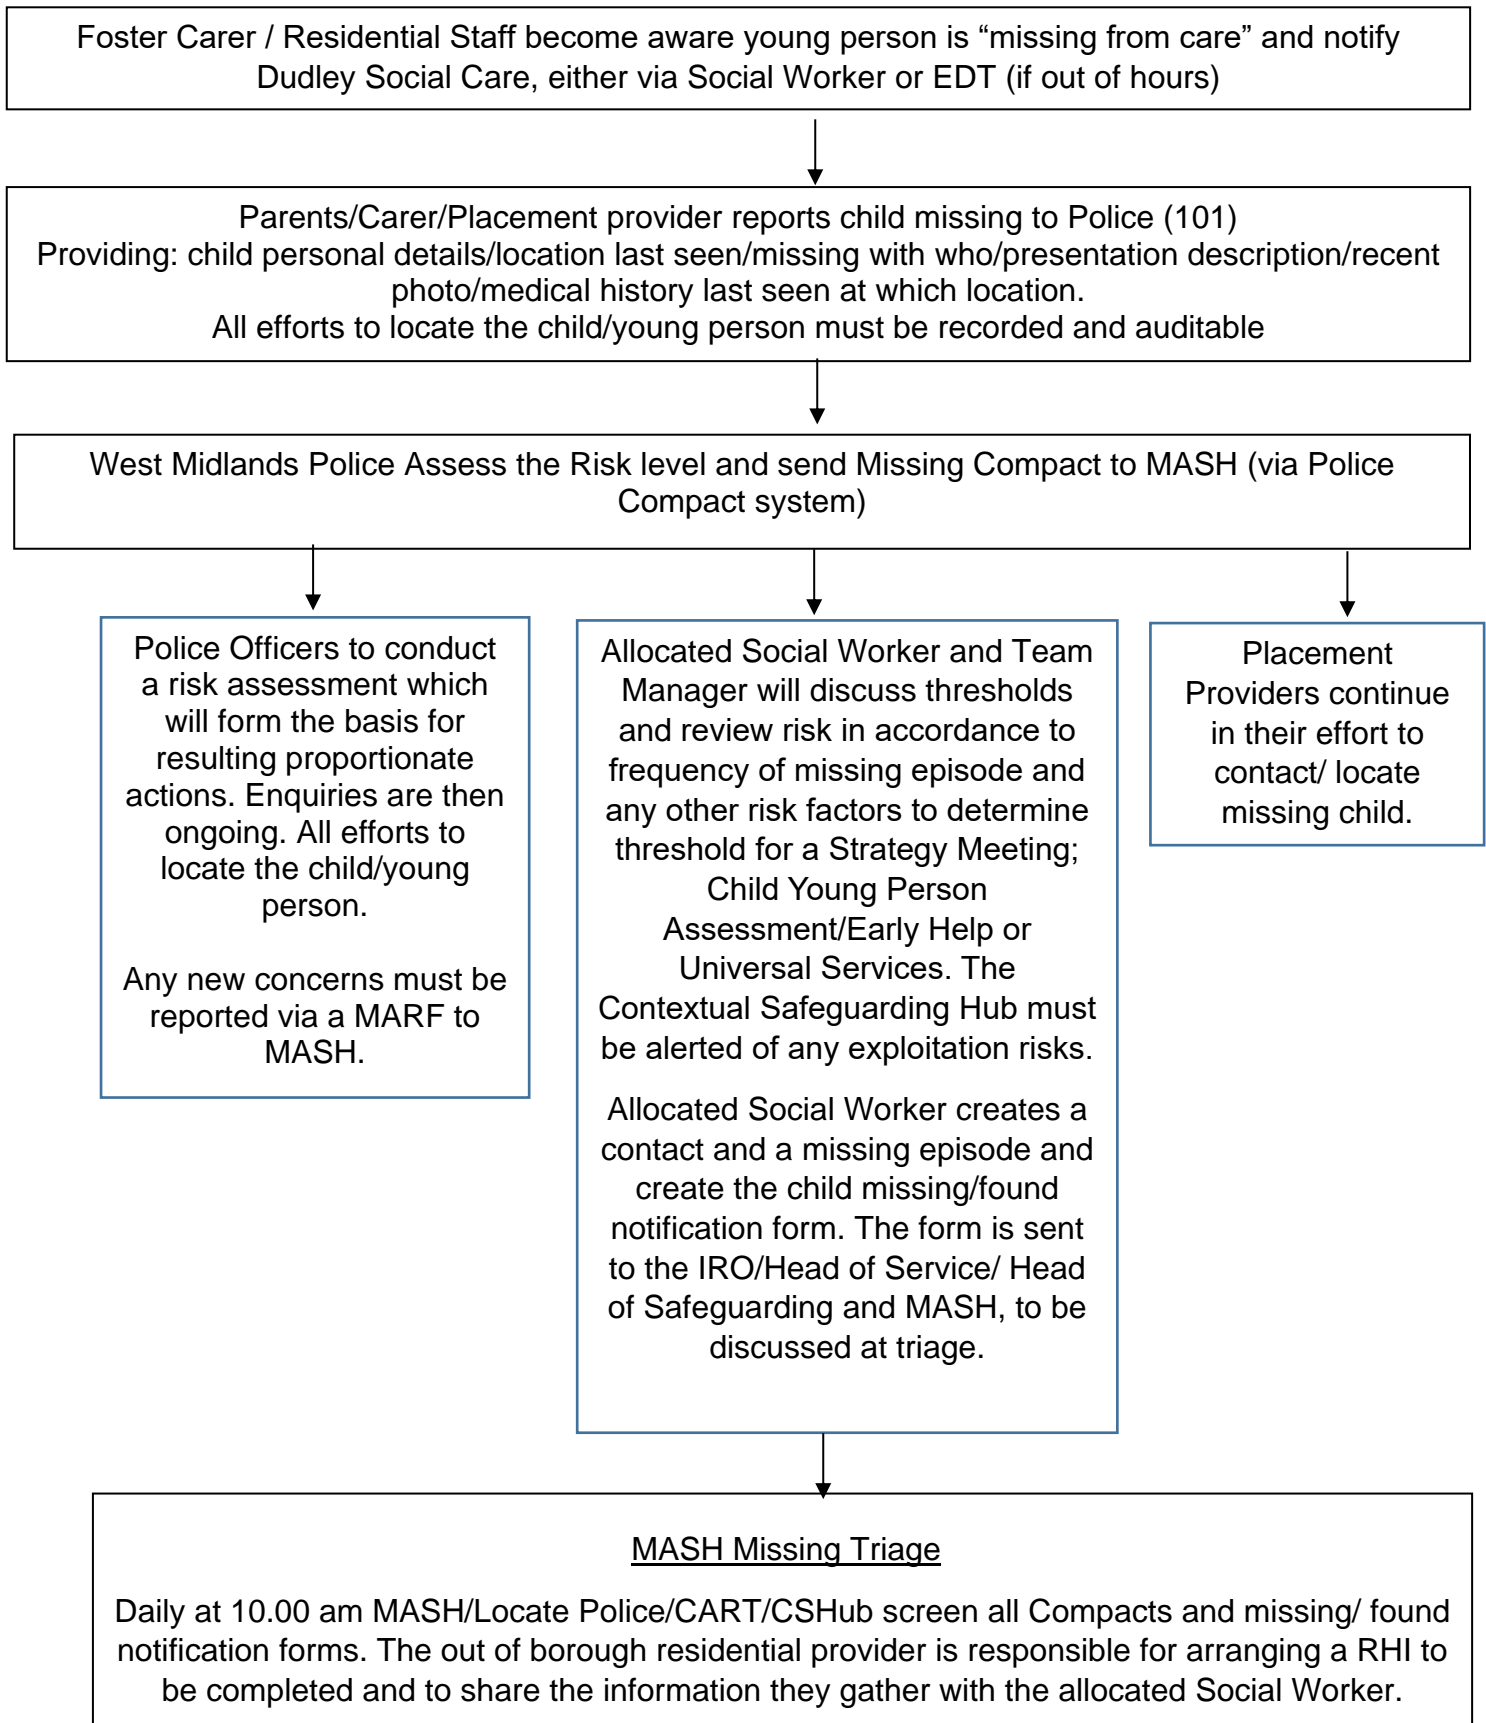 Foster Carer / Residential Staff become aware young person is “missing from care” and notify
Dudley Social Care, either via Social Worker or EDT (if out of hours)
Parents/Carer/Placement provider reports child missing to Police (101)
Providing: child personal details/location last seen/missing with who/presentation description/recent
photo/medical history last seen at which location.
All efforts to locate the child/young person must be recorded and auditable
West Midlands Police Assess the Risk level and send Missing Compact to MASH (via Police
Compact system)
Police Officers to conduct
a risk assessment which
will form the basis for
resulting proportionate
actions. Enquiries are then
ongoing. All efforts to
locate the child/young
person.
Any new concerns must be
reported via a MARF to
MASH.
Allocated Social Worker and Team
Manager will discuss thresholds
and review risk in accordance to
frequency of missing episode and
any other risk factors to determine
threshold for a Strategy Meeting;
Child Young Person
Assessment/Early Help or
Universal Services. The
Contextual Safeguarding Hub must
be alerted of any exploitation risks.
Allocated Social Worker creates a
contact and a missing episode and
create the child missing/found
notification form. The form is sent
to the IRO/Head of Service/ Head
of Safeguarding and MASH, to be
discussed at triage.
Placement
Providers continue
in their effort to
contact/ locate
missing child.
MASH Missing Triage
Daily at 10.00 am MASH/Locate Police/CART/CSHub screen all Compacts and missing/ found
notification forms. The out of borough residential provider is responsible for arranging a RHI to
be completed and to share the information they gather with the allocated Social Worker.